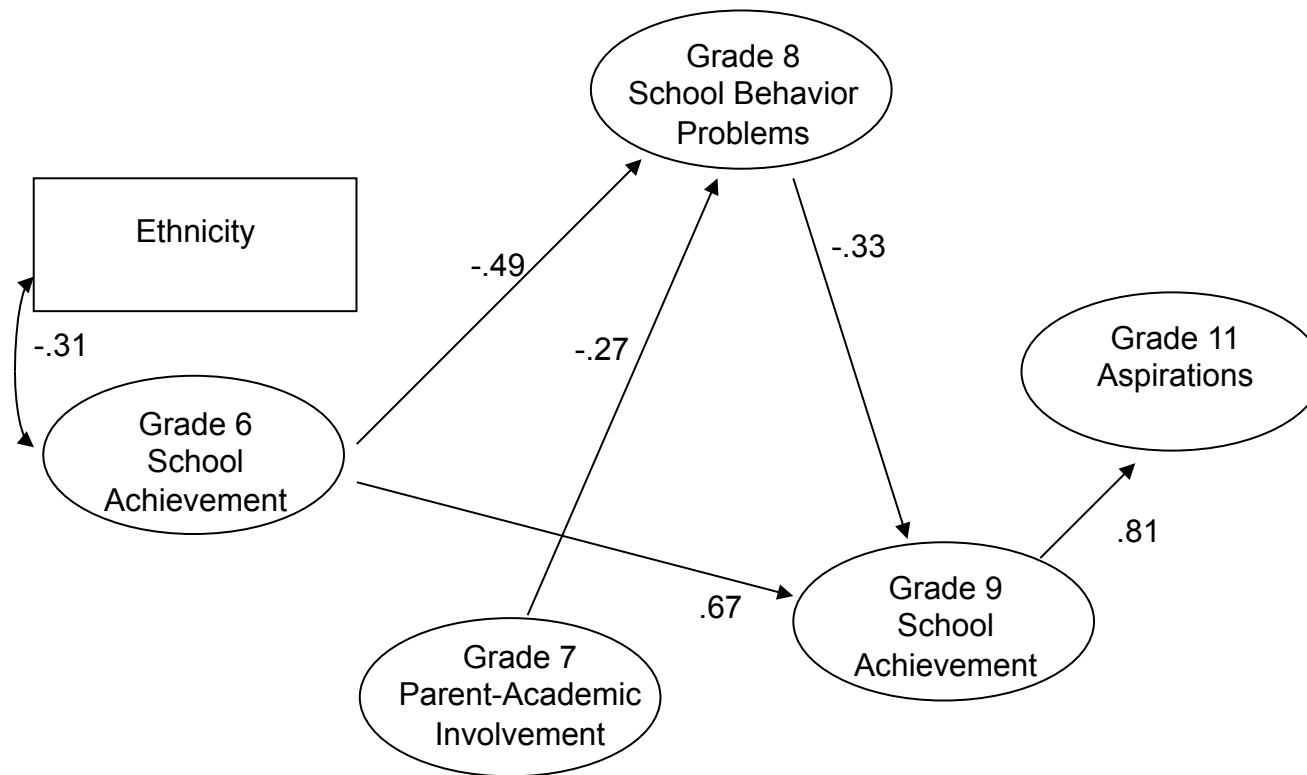 Grade 8
School Behavior
Problems
Ethnicity
-.49
-.33
-.31
-.27
Grade 11
Aspirations
Grade 6
School
Achievement
.81
.67
Grade 9
School
Achievement
Grade 7
Parent-Academic
Involvement